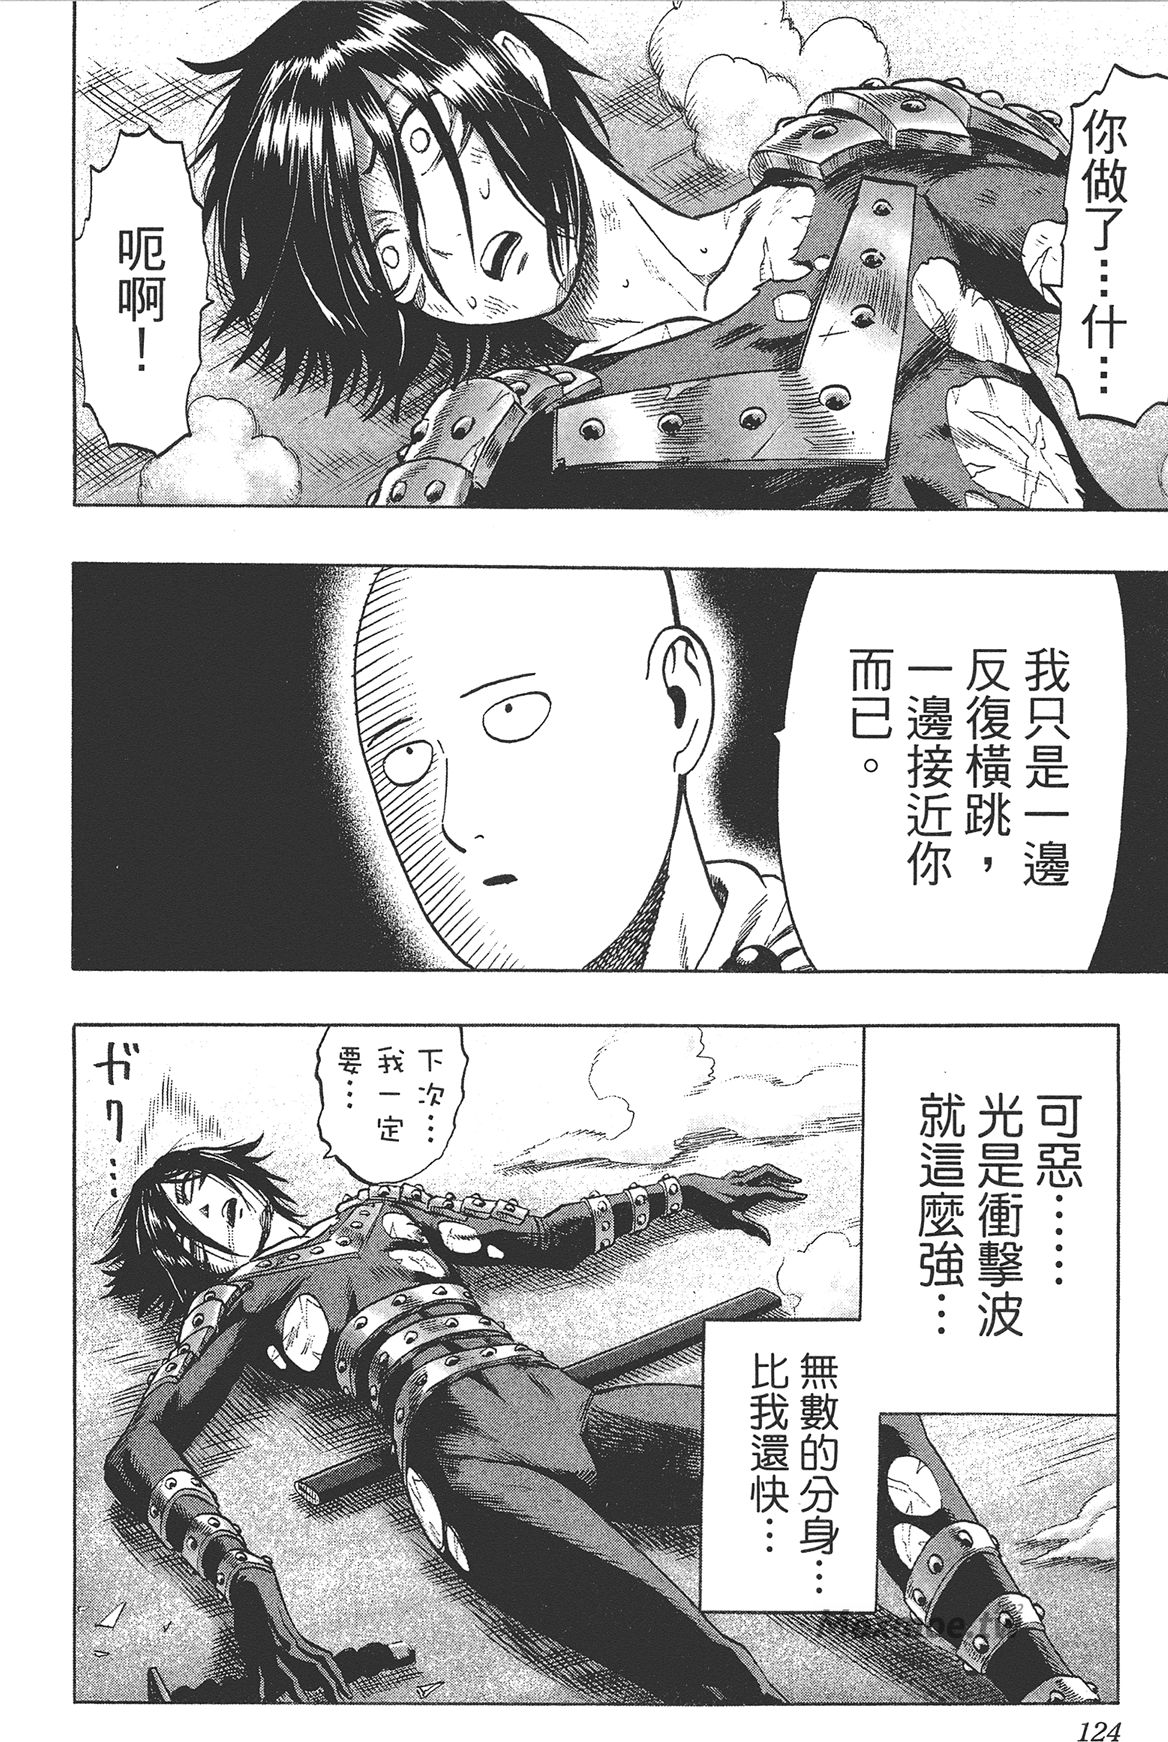 你做了…什…
呃啊！
我只是一邊
反復橫跳，
一邊接近你
而已。
可惡……
光是衝擊波
就這麼強…
無數的分身…
比我還快…
下次…
我一定
要…
ガク…
124